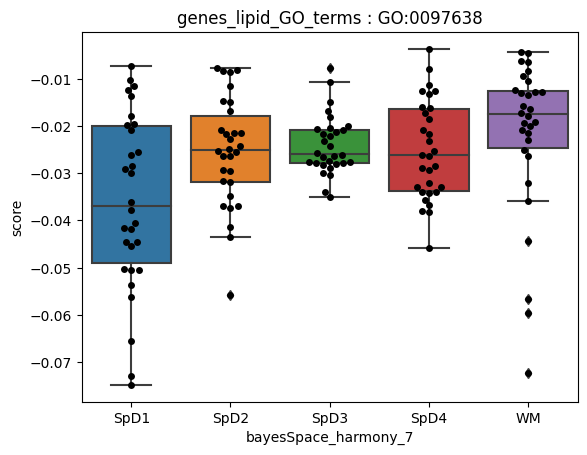 genes_lipid_GO_terms : GO:0097638
−0.01
−0.02
−0.03
−0.04
−0.05
−0.06
−0.07
score
SpD1 SpD2 SpD3 SpD4 WM
bayesSpace_harmony_7